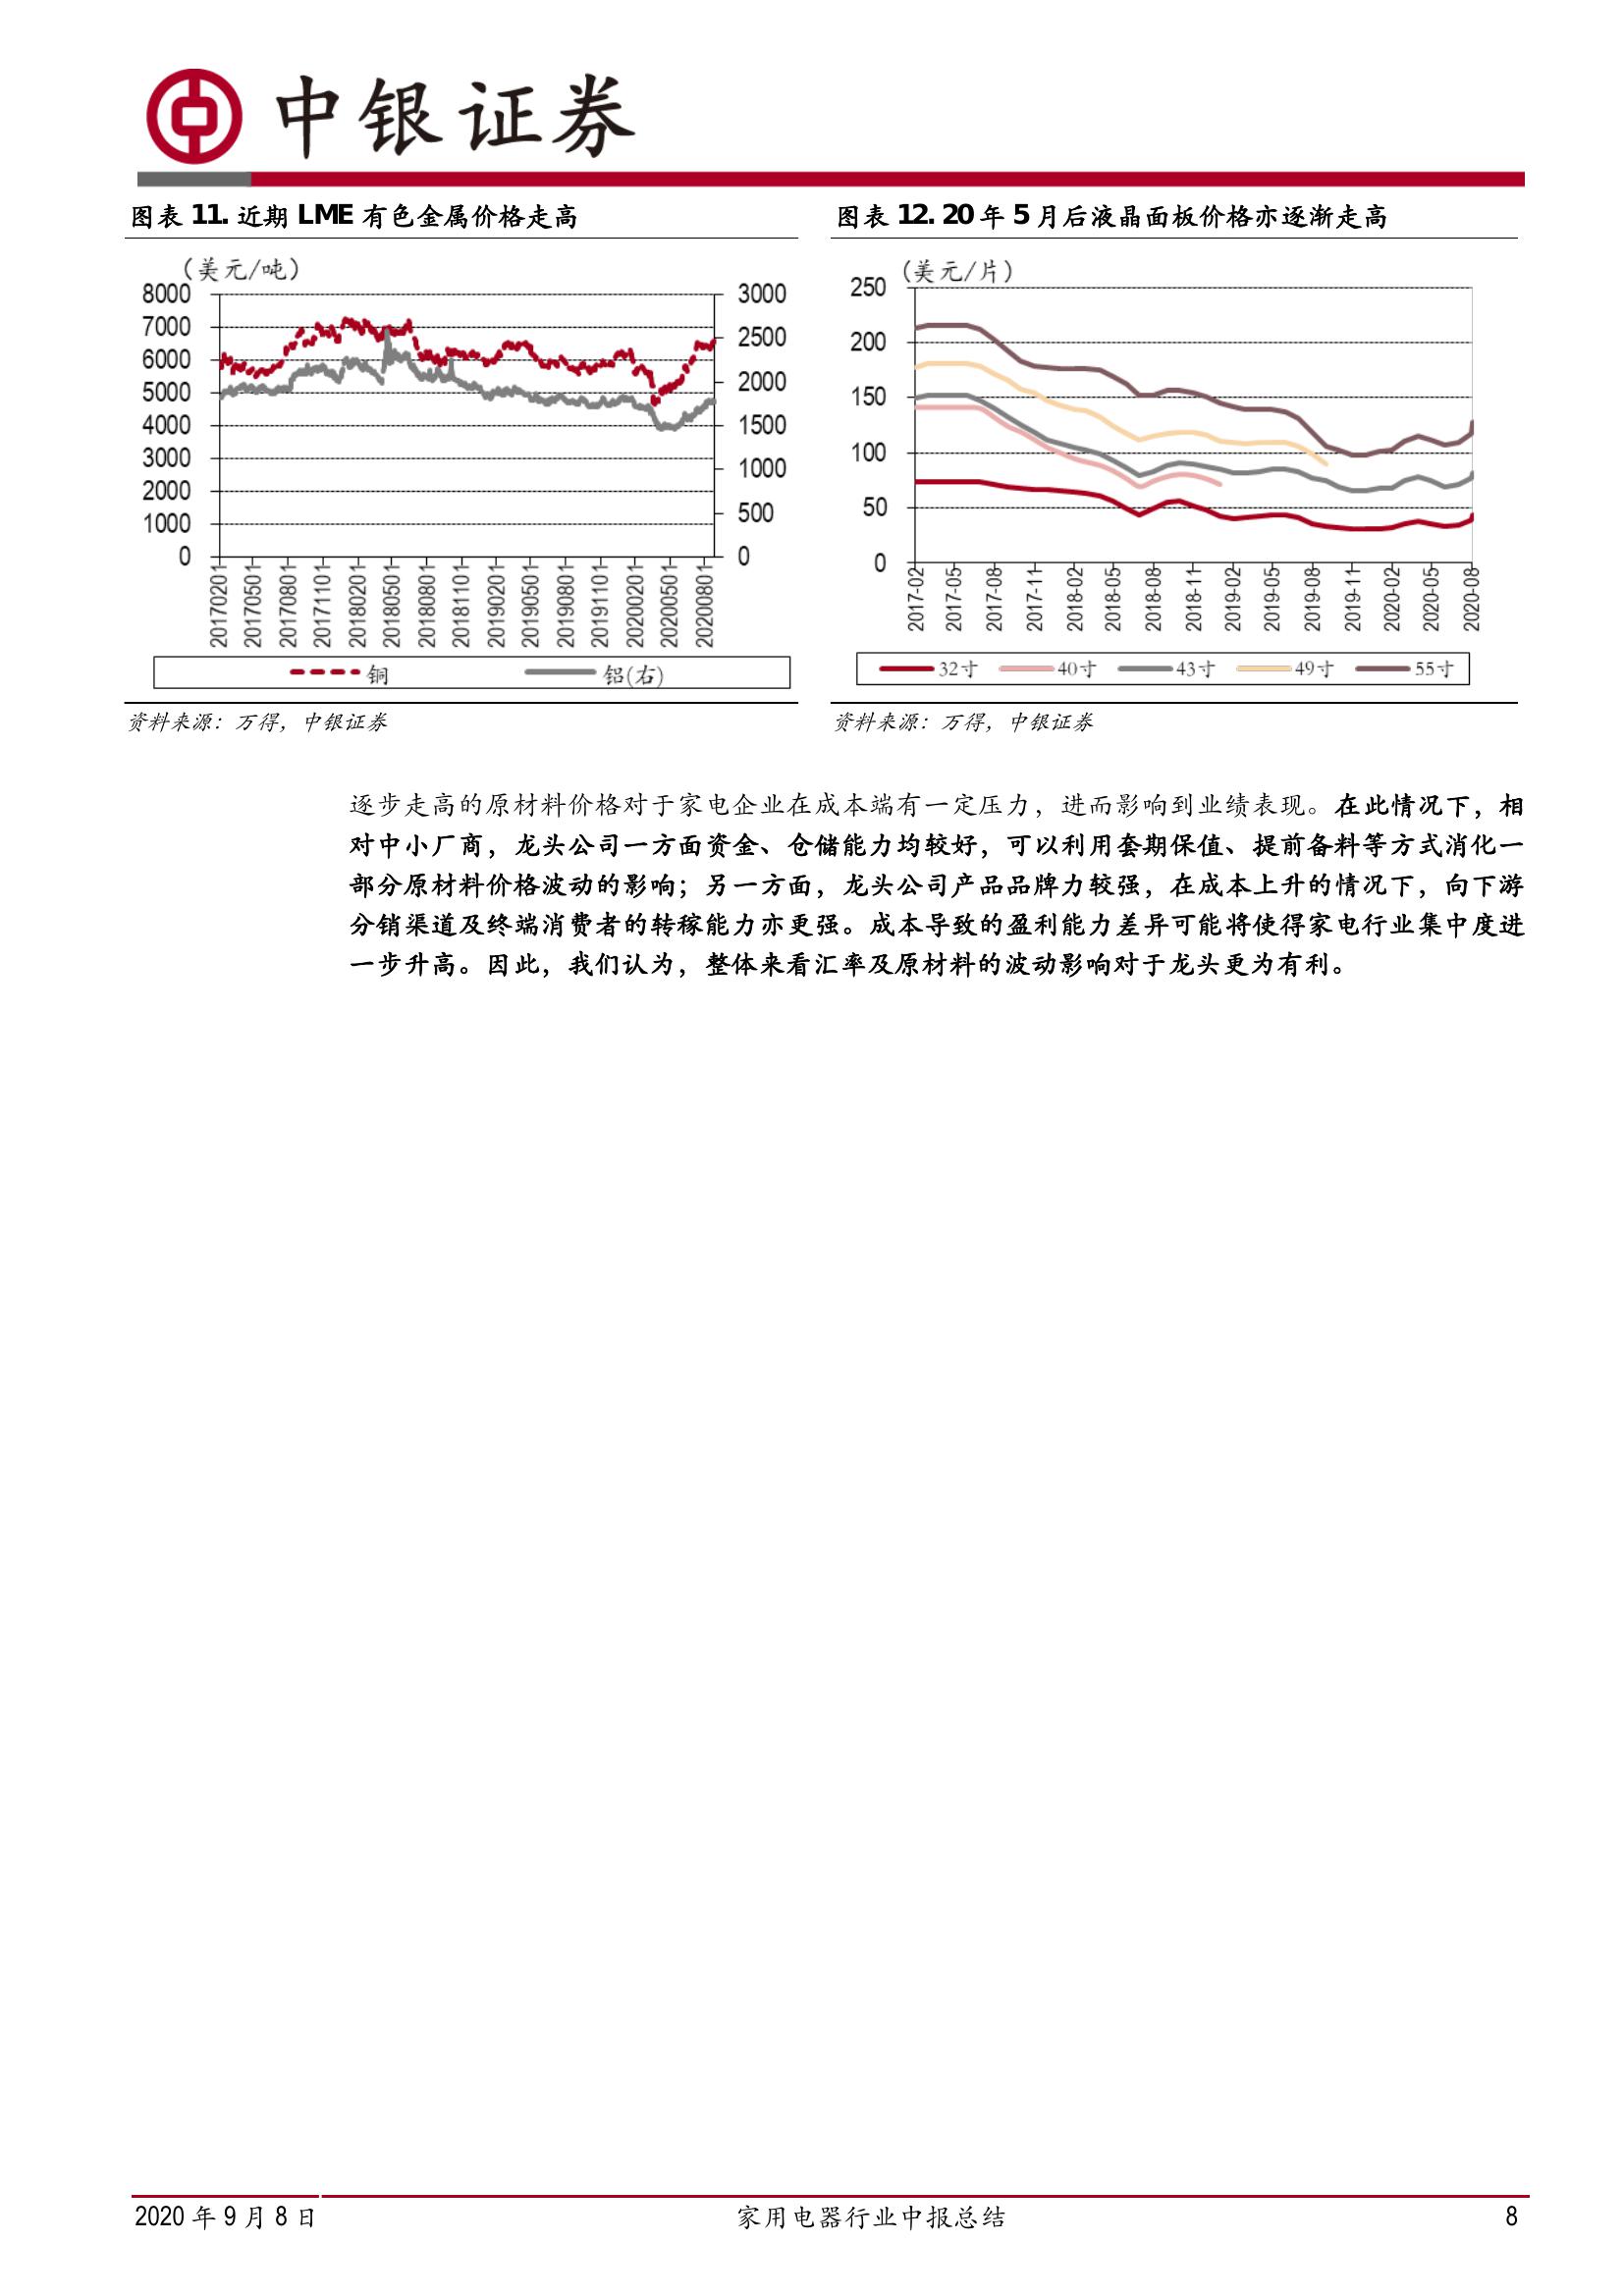 中银证券
图表 11. 近期 LME 有色金属价格走高
（美元/吨）
8000
7000
6000
5000
4000
3000
2000
1000
0
3000
2500
2000
1500
1000
500
0
20170201
20170501
20170801
20171101
20180201
20180501
20180801
20181101
20190201
20190501
20190801
20191101
20200201
20200501
20200801
铜
铝(右)
资料来源：万得，中银证券
图表 12. 20 年 5 月后液晶面板价格亦逐渐走高
（美元/片）
250
200
150
100
50
0
2017-02
2017-05
2017-08
2017-11
2018-02
2018-05
2018-08
2018-11
2019-02
2019-05
2019-08
2019-11
2020-02
2020-05
2020-08
32寸
40寸
43寸
49寸
55寸
资料来源：万得，中银证券
逐步走高的原材料价格对于家电企业在成本端有一定压力，进而影响到业绩表现。在此情况下，相
对中小厂商，龙头公司一方面资金、仓储能力均较好，可以利用套期保值、提前备料等方式消化一
部分原材料价格波动的影响；另一方面，龙头公司产品品牌力较强，在成本上升的情况下，向下游
分销渠道及终端消费者的转稼能力亦更强。成本导致的盈利能力差异可能将使得家电行业集中度进
一步升高。因此，我们认为，整体来看汇率及原材料的波动影响对于龙头更为有利。
2020 年 9 月 8 日
家用电器行业中报总结
8